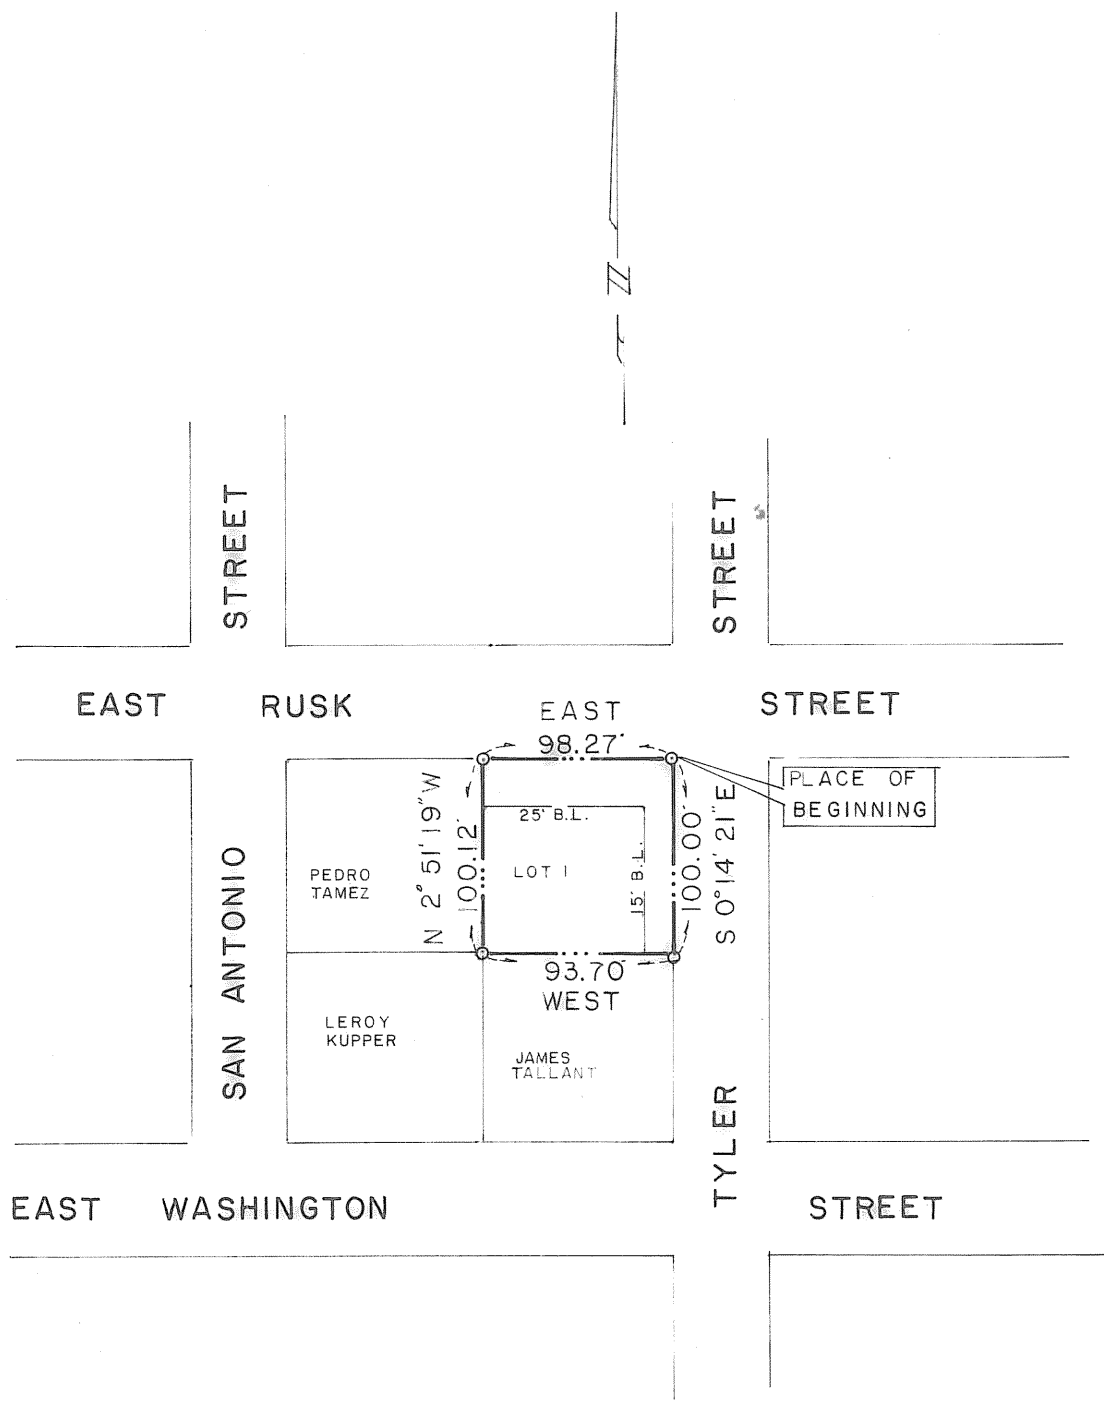 N
STREET
STREET
EAST RUSK STREET
EAST
98.27'
PLACE OF
BEGINNING
N 2° 51' 19" W
100.12'
25' B.L.
LOT 1
15' B.L.
100.00'
S 0° 14' 21" E
PEDRO
TAMEZ
93.70'
WEST
SAN ANTONIO
LEROY
KUPPER
JAMES
TALLANT
TYLER
EAST WASHINGTON STREET